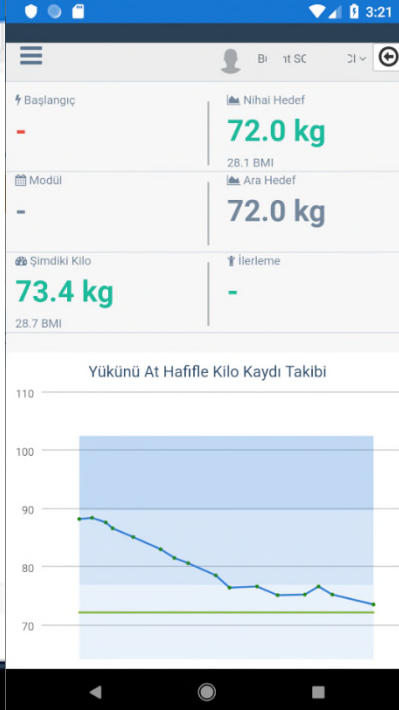 3:21
Başlangıç
-
Nihai Hedef
72.0 kg
28.1 BMI
Modül
-
Ara Hedef
72.0 kg
Şimdiki Kilo
73.4 kg
28.7 BMI
İlerleme
-
Yükünü At Hafifle Kilo Kaydı Takibi
110
100
90
80
70